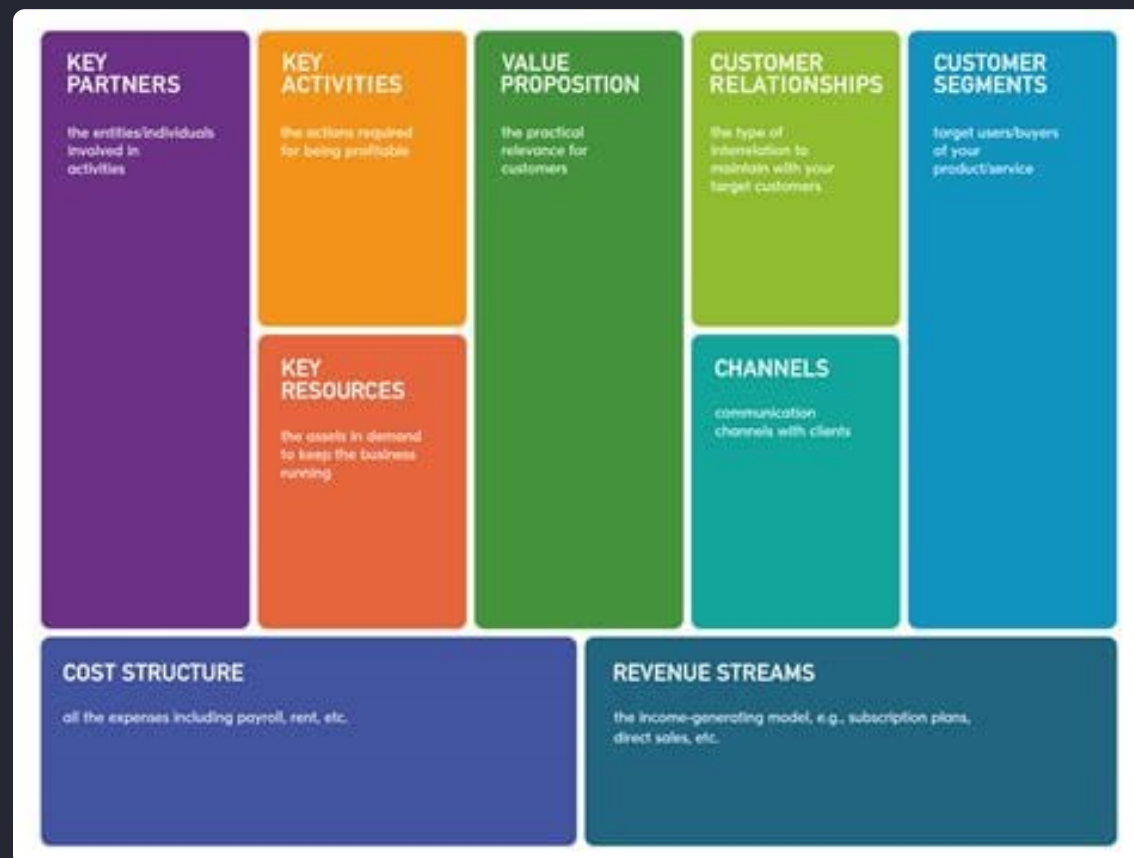 KEY
PARTNERS
the entities/individuals
involved in
activities
KEY
ACTIVITIES
the actions required
for being profitable
KEY
RESOURCES
the assets in demand
to keep the business
running
VALUE
PROPOSITION
the practical
relevance for
customers
CUSTOMER
RELATIONSHIPS
the type of
interrelation to
maintain with your
target customers
CHANNELS
communication
channels with clients
CUSTOMER
SEGMENTS
target users/buyers
of your
product/service
COST STRUCTURE
all the expenses including payroll, rent, etc.
REVENUE STREAMS
the income-generating model, e.g., subscription plans,
direct sales, etc.